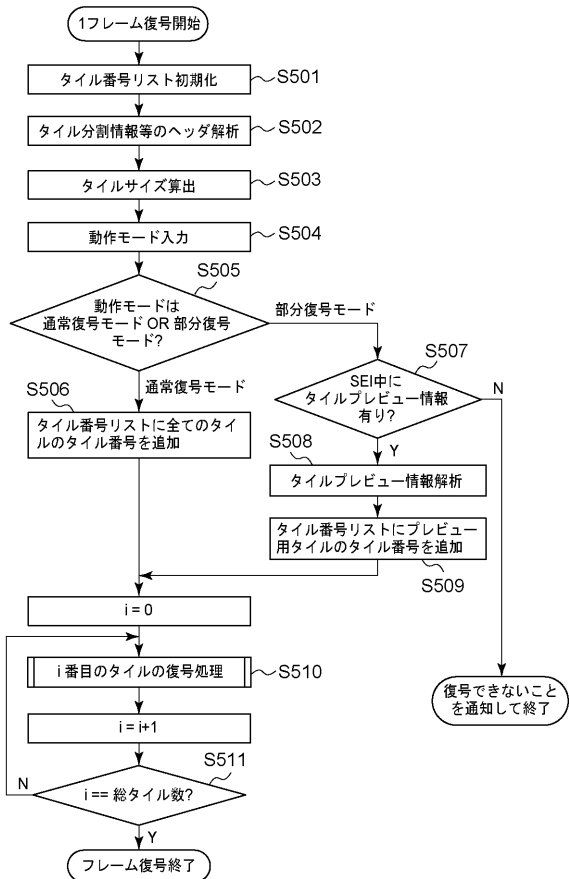 1フレーム復号開始
タイル番号リスト初期化
S501
タイル分割情報等のヘッダ解析
S502
タイルサイズ算出
S503
動作モード入力
S504
S505
動作モードは
通常復号モード OR 部分復号
モード?
部分復号モード
通常復号モード
S506
タイル番号リストに全てのタイ
ルのタイル番号を追加
S507
SEI中に
タイルプレビュー情報
有り?
N
Y
S508
タイルプレビュー情報解析
タイル番号リストにプレビュー
用タイルのタイル番号を追加
S509
i = 0
i 番目のタイルの復号処理
S510
復号できないこと
を通知して終了
i = i+1
S511
i == 総タイル数?
N
Y
フレーム復号終了